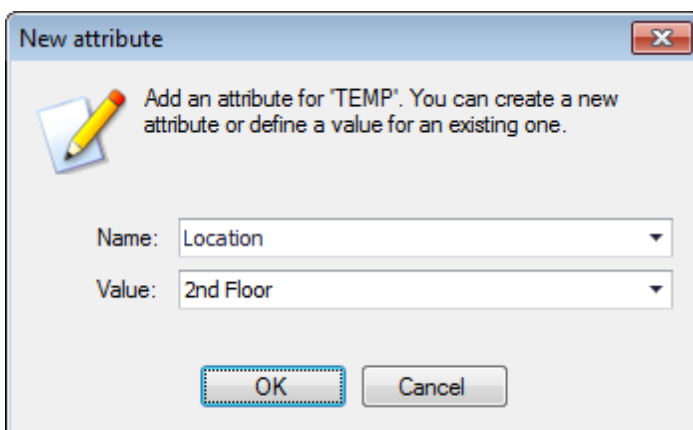 New attribute
Add an attribute for "TEMP". You can create a new
attribute or define a value for an existing one.
Name: Location
Value: 2nd Floor
OK Cancel